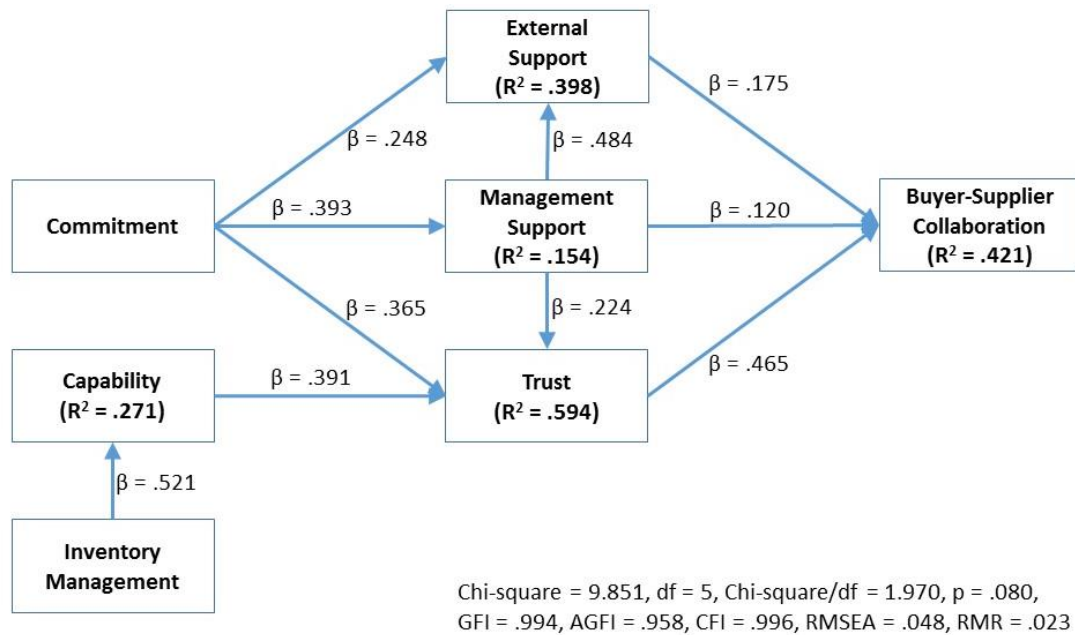 External
Support
(R² = .398)
β = .175
β = .248
β = .484
Commitment
β = .393
Management
Support
(R² = .154)
β = .120
Buyer-Supplier
Collaboration
(R² = .421)
β = .365
β = .224
Capability
(R² = .271)
β = .391
Trust
(R² = .594)
β = .465
β = .521
Inventory
Management
Chi-square = 9.851, df = 5, Chi-square/df = 1.970, p = .080,
GFI = .994, AGFI = .958, CFI = .996, RMSEA = .048, RMR = .023